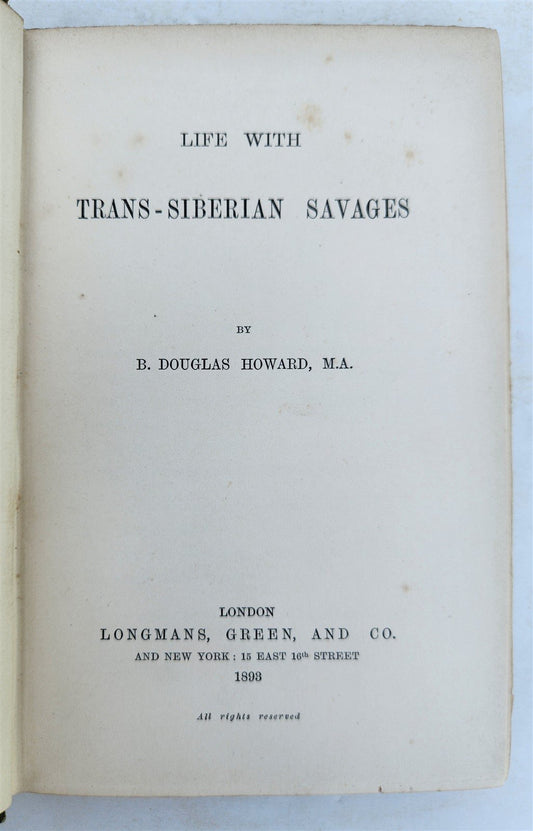 LIFE WITH
TRANS-SIBERIAN SAVAGES
BY
B. DOUGLAS HOWARD, M.A.
LONDON
LONGMANS, GREEN, AND CO.
AND NEW YORK : 15 EAST 16th STREET
1893
All rights reserved